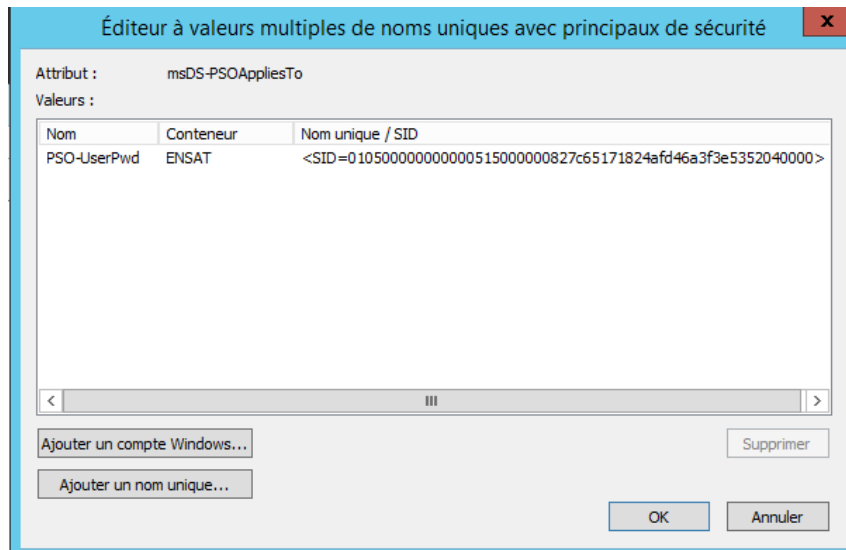 Éditeur à valeurs multiples de noms uniques avec principaux de sécurité
x
Attribut : msDS-PSOAppliesTo
Valeurs :
Nom Conteneur Nom unique / SID
PSO-UserPwd ENSAT <SID=010500000000000515000000827c65171824afd46a3f3e5352040000>
Ajouter un compte Windows... Supprimer
Ajouter un nom unique...
OK Annuler